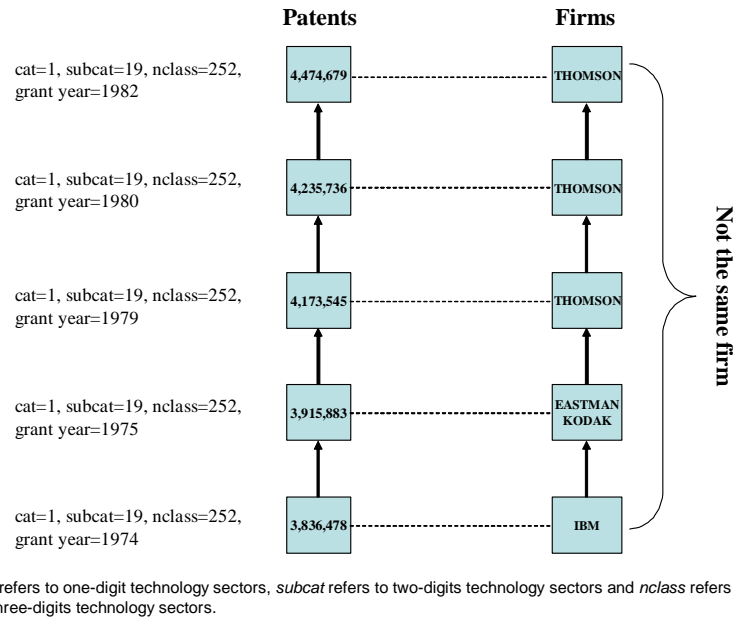 Patents Firms
cat=1, subcat=19, nclass=252,
grant year=1982
4,474,679 THOMSON
cat=1, subcat=19, nclass=252,
grant year=1980
4,235,736 THOMSON
cat=1, subcat=19, nclass=252,
grant year=1979
4,173,545 THOMSON
cat=1, subcat=19, nclass=252,
grant year=1975
3,915,883 EASTMAN
KODAK
cat=1, subcat=19, nclass=252,
grant year=1974
3,836,478 IBM
Not the same firm
refers to one-digit technology sectors, subcat refers to two-digits technology sectors and nclass refers
hree-digits technology sectors.